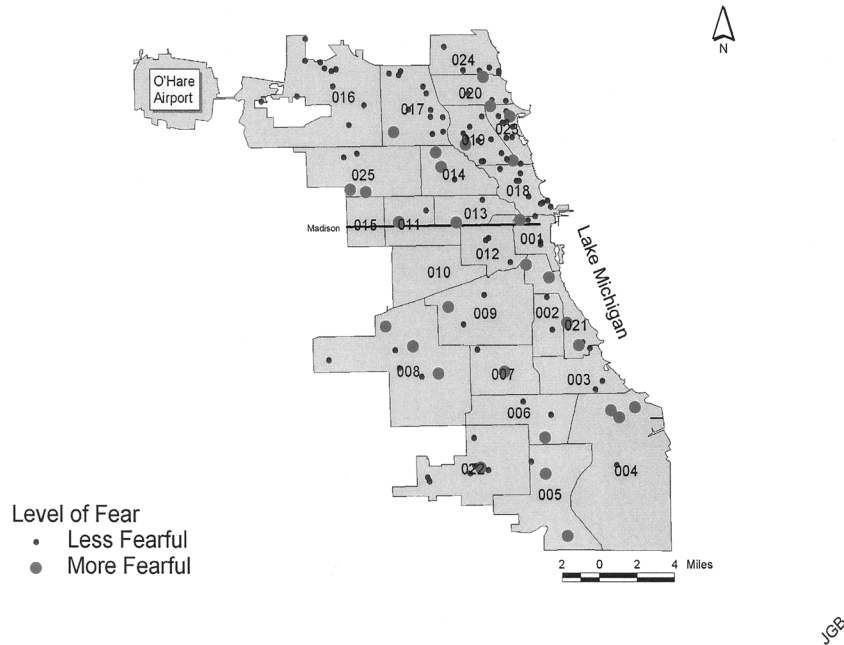 N
O'Hare
Airport
024
020
016
017
019
023
025
014
018
015
011
013
Madison
001
012
010
Lake Michigan
009
002
021
008
007
003
006
022
004
005
Level of Fear
Less Fearful
More Fearful
2 0 2 4 Miles
JGB